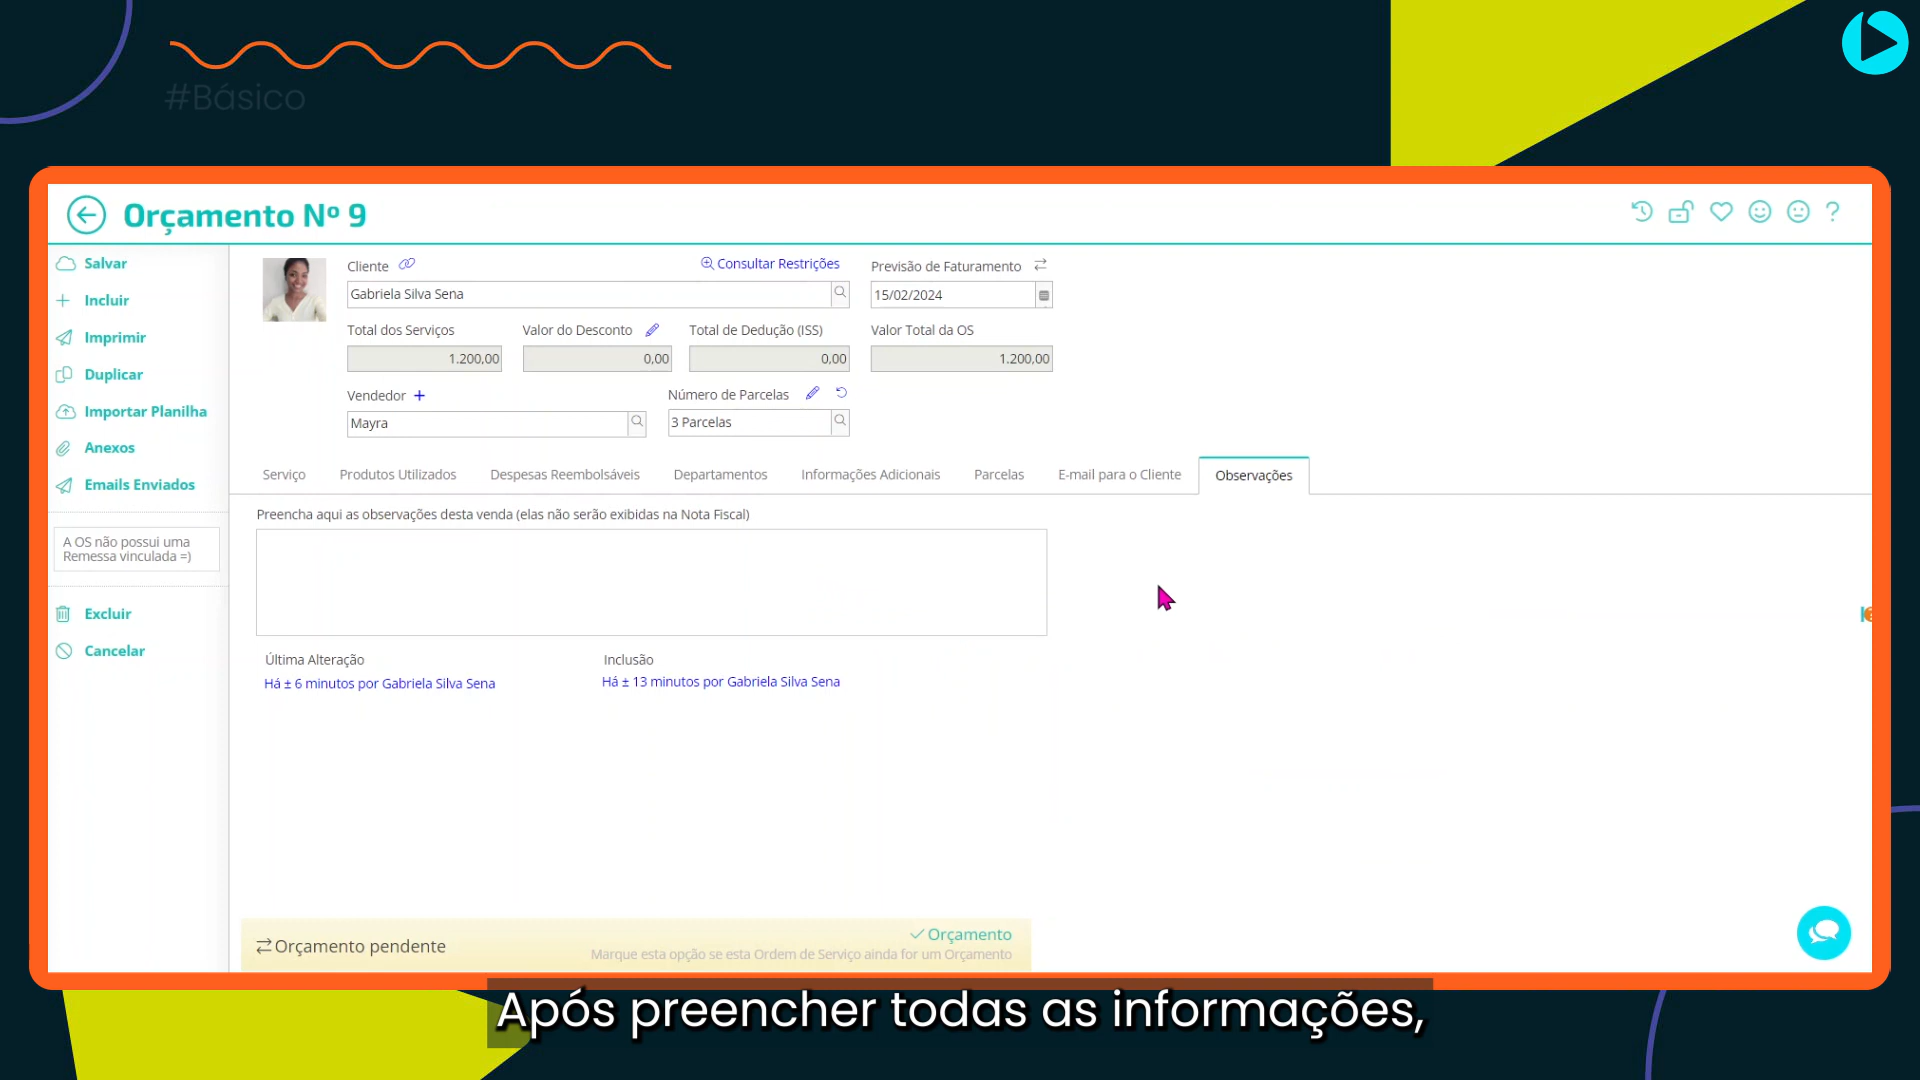 #Básico
Orçamento Nº 9
?
Salvar
Incluir
Imprimir
Duplicar
Importar Planilha
Anexos
Emails Enviados
A OS não possui uma
Remessa vinculada =)
Excluir
Cancelar
Cliente
Consultar Restrições
Previsão de Faturamento
Gabriela Silva Sena
15/02/2024
Total dos Serviços
Valor do Desconto
Total de Dedução (ISS)
Valor Total da OS
1.200,00
0,00
0,00
1.200,00
Vendedor
Número de Parcelas
Mayra
3 Parcelas
Serviço
Produtos Utilizados
Despesas Reembolsáveis
Departamentos
Informações Adicionais
Parcelas
E-mail para o Cliente
Observações
Preencha aqui as observações desta venda (elas não serão exibidas na Nota Fiscal)
Última Alteração
Inclusão
Há ± 6 minutos por Gabriela Silva Sena
Há ± 13 minutos por Gabriela Silva Sena
Orçamento pendente
Orçamento
Marque esta opção se esta Ordem de Serviço ainda for um Orçamento
Após preencher todas as informações,